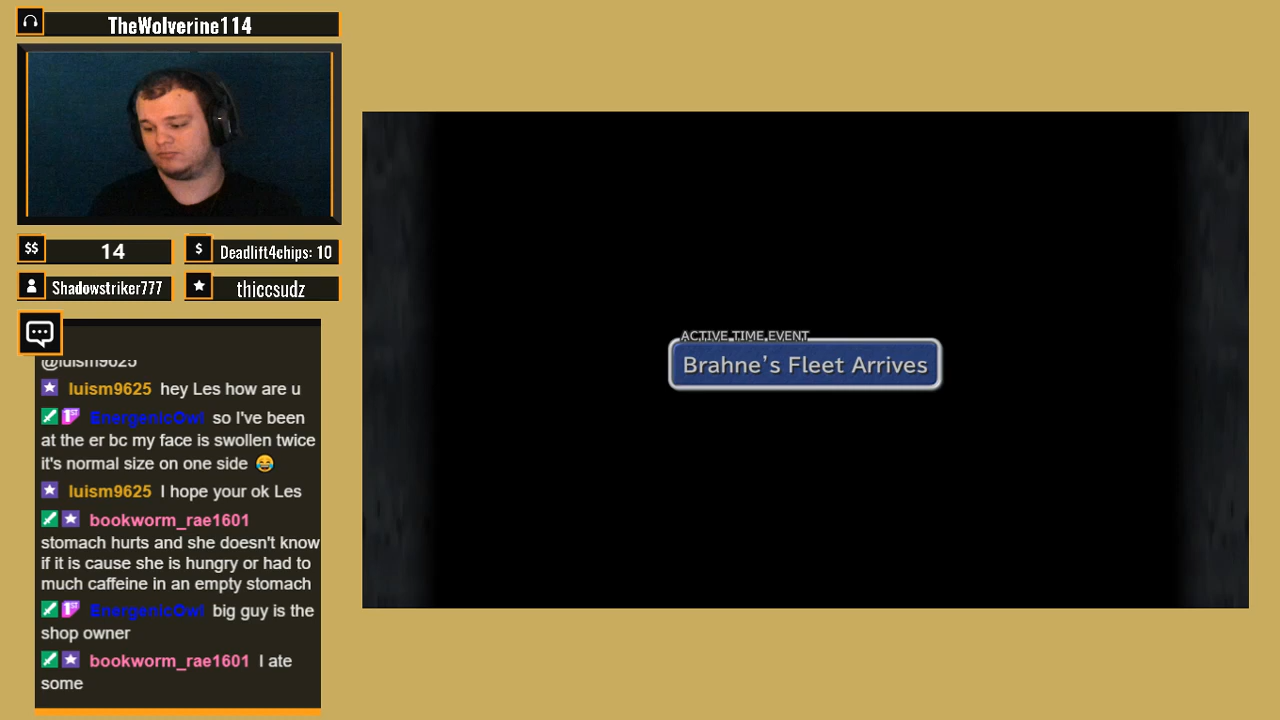 TheWolverine114
$$ 14
$ Deadlift4chips: 10
Shadowstriker777
thiccsudz
@luism9625
luism9625 hey Les how are u
1ST EnergenicOwl so I've been
at the er bc my face is swollen twice
it's normal size on one side 😂
luism9625 I hope your ok Les
bookworm_rae1601
stomach hurts and she doesn't know
if it is cause she is hungry or had to
much caffeine in an empty stomach
1ST EnergenicOwl big guy is the
shop owner
bookworm_rae1601 I ate
some
ACTIVE TIME EVENT
Brahne's Fleet Arrives